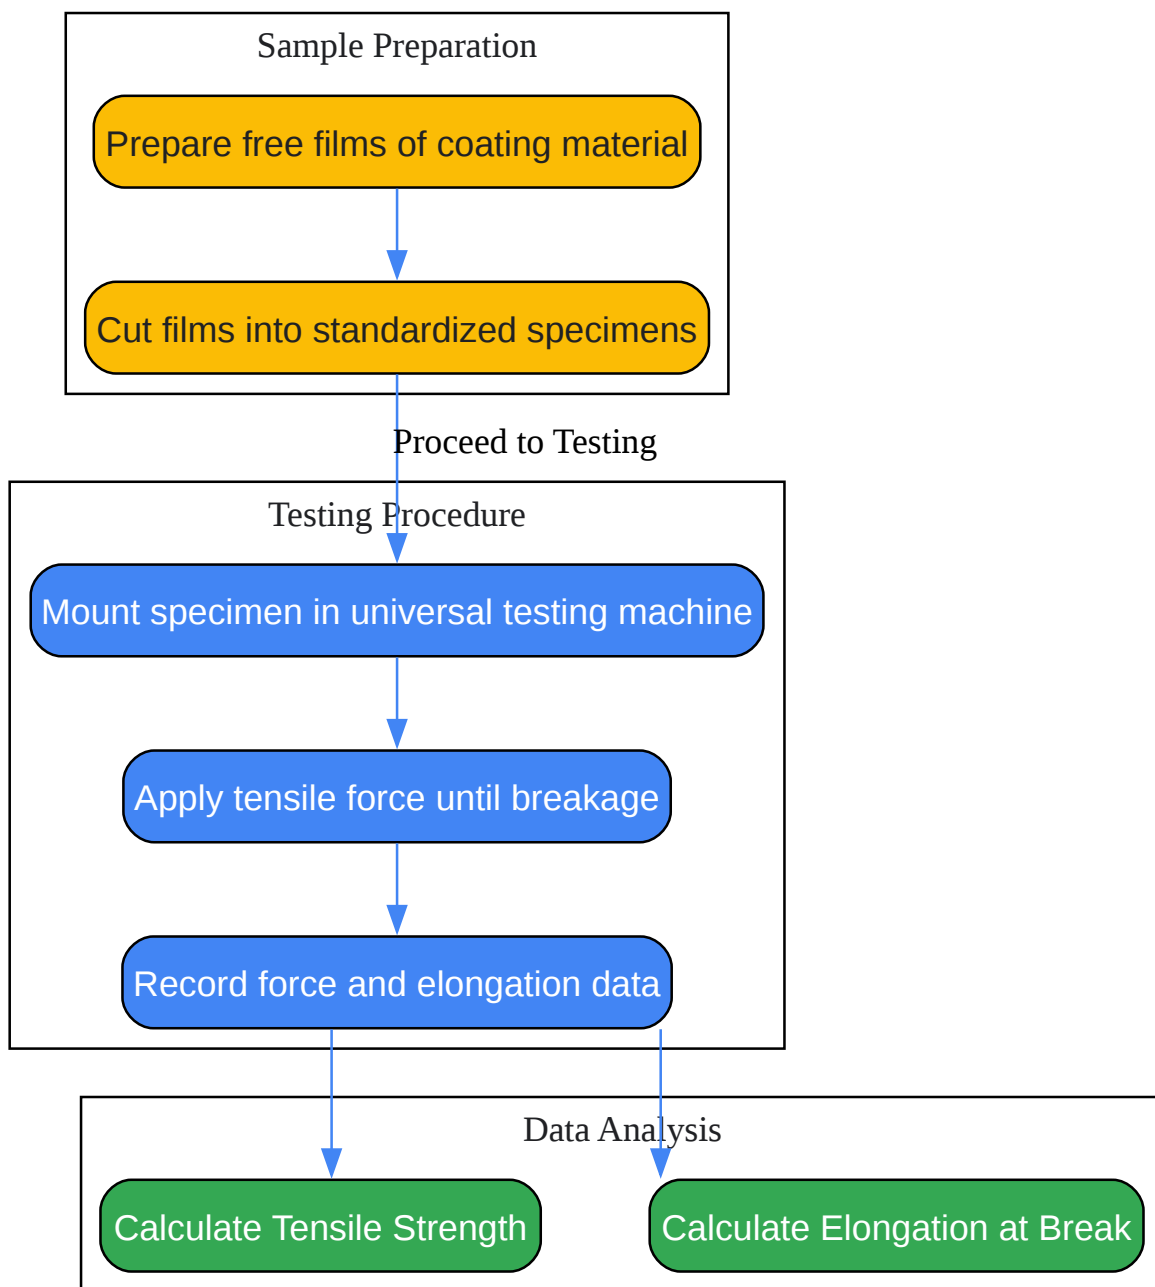 Sample Preparation
Prepare free films of coating material
Cut films into standardized specimens
Proceed to Testing
Testing Procedure
Mount specimen in universal testing machine
Apply tensile force until breakage
Record force and elongation data
Data Analysis
Calculate Tensile Strength
Calculate Elongation at Break